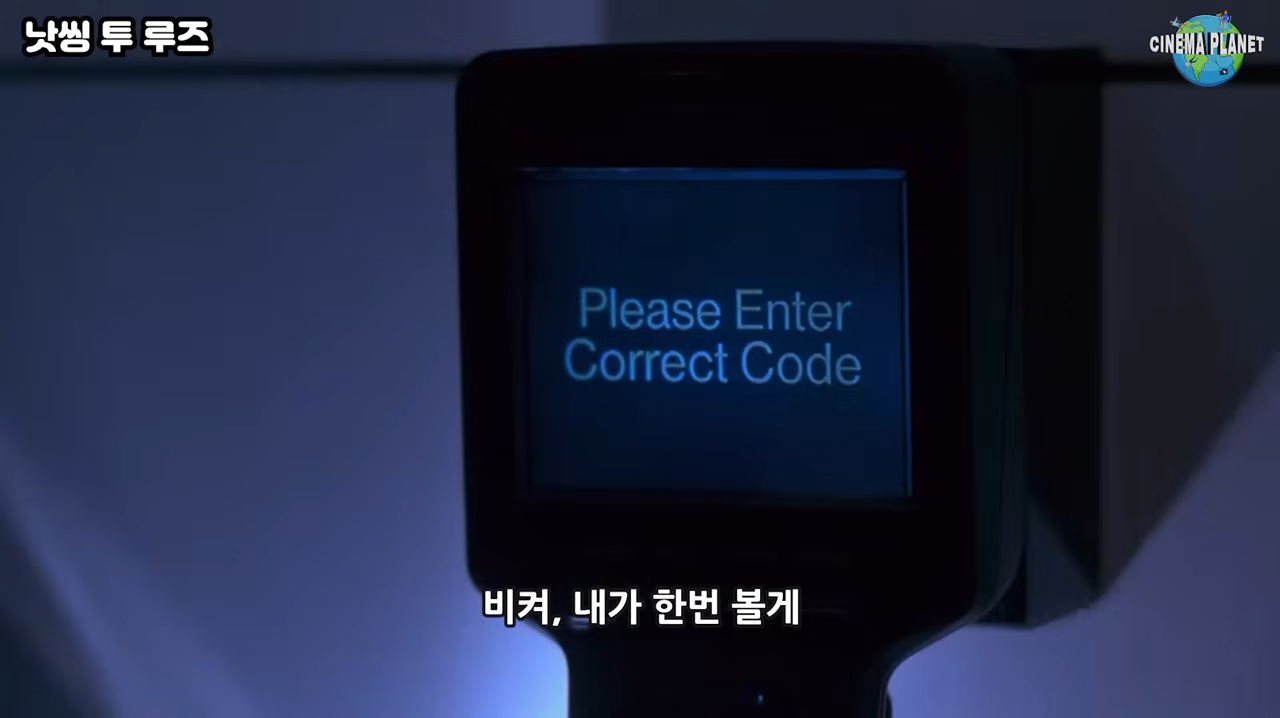 낫씽 투 루즈
CINEMA PLANET
Please Enter
Correct Code
비켜, 내가 한번 볼게